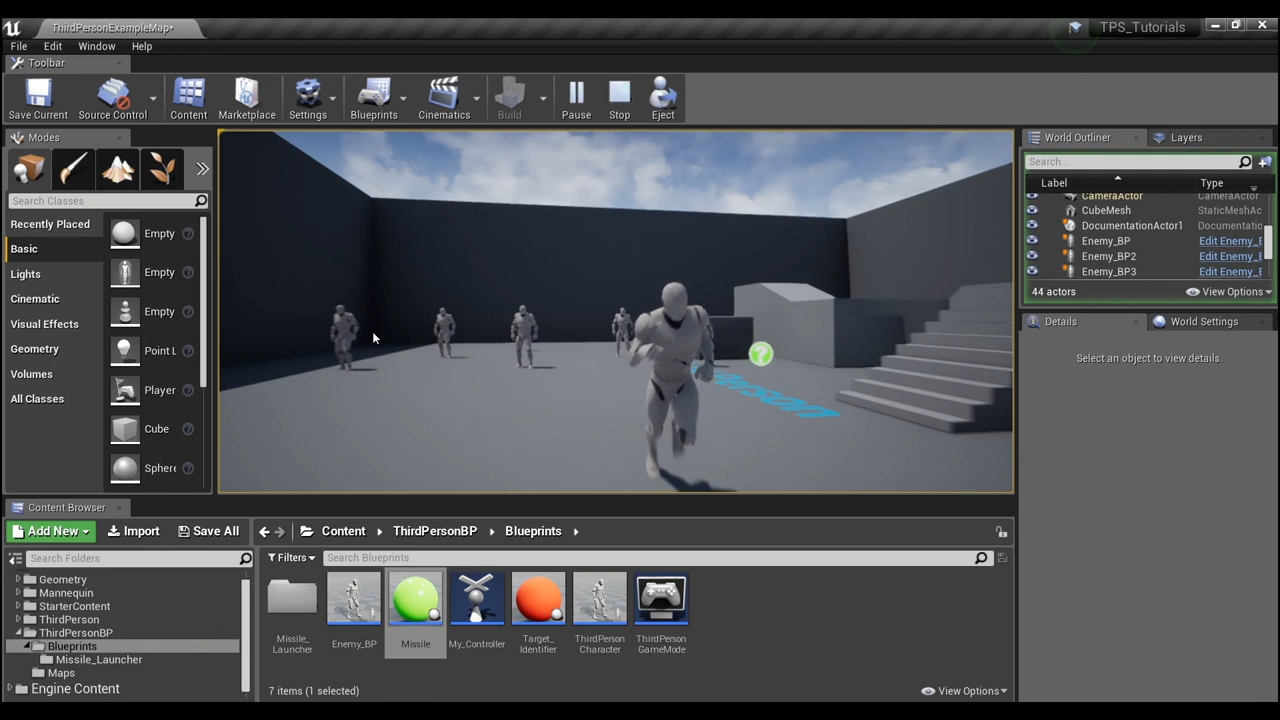 ThirdPersonExampleMap*
TPS_Tutorials
File Edit Window Help
Toolbar
Save Current Source Control Content Marketplace Settings Blueprints Cinematics Build Pause Stop Eject
Modes
Search Classes
Recently Placed
Basic
Lights
Cinematic
Visual Effects
Geometry
Volumes
All Classes
Empty
Empty
Empty
Point L
Player
Cube
Sphere
World Outliner Layers
Search...
Label Type
CameraActor CameraActor
CubeMesh StaticMeshAc
DocumentationActor1 Documentatio
Enemy_BP Edit Enemy_E
Enemy_BP2 Edit Enemy_E
Enemy_BP3 Edit Enemy_E
44 actors View Options
Details World Settings
Select an object to view details.
Content Browser
Add New Import Save All Content ThirdPersonBP Blueprints
Search Folders
Geometry
Mannequin
StarterContent
ThirdPerson
ThirdPersonBP
Blueprints
Missile_Launcher
Maps
Engine Content
Filters Search Blueprints
Missile_
Launcher
Enemy_BP
Missile
My_Controller
Target_
Identifier
ThirdPerson
Character
ThirdPerson
GameMode
7 items (1 selected) View Options